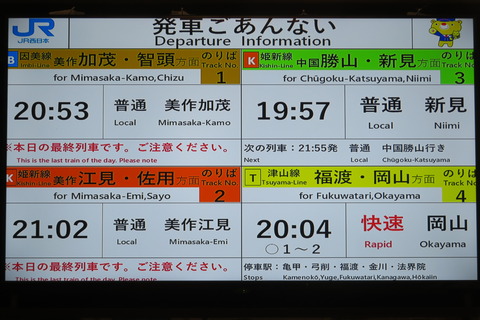 JR
JR西日本
発車ごあんない
Departure Information
B 因美線 Inbi-Line 美作加茂・智頭方面 のりば Track No. 1
for Mimasaka-Kamo,Chizu
20:53 普通 美作加茂
Local Mimasaka-Kamo
※本日の最終列車です。ご注意ください。
This is the last train of the day. Please note
K 姫新線 Kishin-Line 中国勝山・新見方面 のりば Track No. 3
for Chūgoku-Katsuyama,Niimi
19:57 普通 新見
Local Niimi
次の列車：21:55発 普通 中国勝山行き
Next Local Chūgoku-Katsuyama
K 姫新線 Kishin-Line 美作江見・佐用方面 のりば Track No. 2
for Mimasaka-Emi,Sayo
21:02 普通 美作江見
Local Mimasaka-Emi
※本日の最終列車です。ご注意ください。
This is the last train of the day. Please note
T 津山線 Tsuyama-Line 福渡・岡山方面 のりば Track No. 4
for Fukuwatari,Okayama
20:04 快速 岡山
○1～2 Rapid Okayama
停車駅：亀甲・弓削・福渡・金川・法界院
Stops Kamenokō,Yuge,Fukuwatari,Kanagawa,Hōkaiin